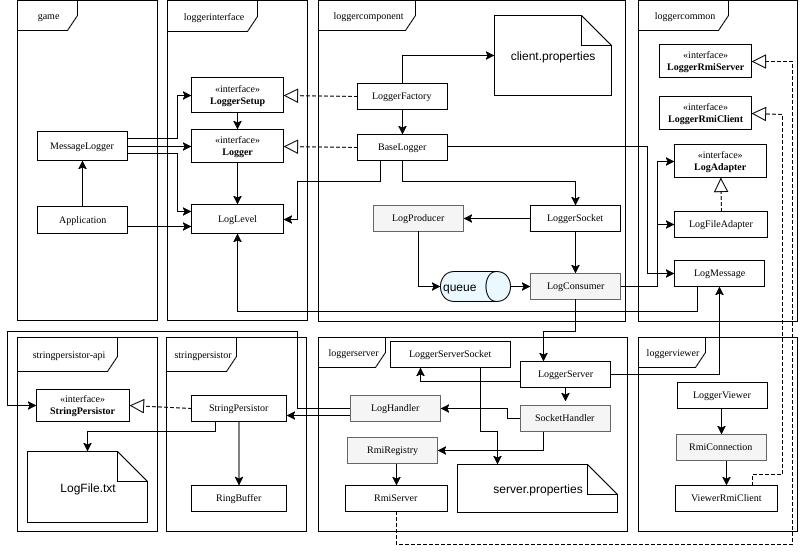 game
MessageLogger
Application
loggerinterface
«interface»
LoggerSetup
«interface»
Logger
LogLevel
loggercomponent
client.properties
LoggerFactory
BaseLogger
LogProducer
LoggerSocket
queue
LogConsumer
loggercommon
«interface»
LoggerRmiServer
«interface»
LoggerRmiClient
«interface»
LogAdapter
LogFileAdapter
LogMessage
stringpersistor-api
«interface»
StringPersistor
LogFile.txt
stringpersistor
StringPersistor
RingBuffer
loggerserver
LoggerServerSocket
LoggerServer
LogHandler
SocketHandler
RmiRegistry
RmiServer
server.properties
loggerviewer
LoggerViewer
RmiConnection
ViewerRmiClient